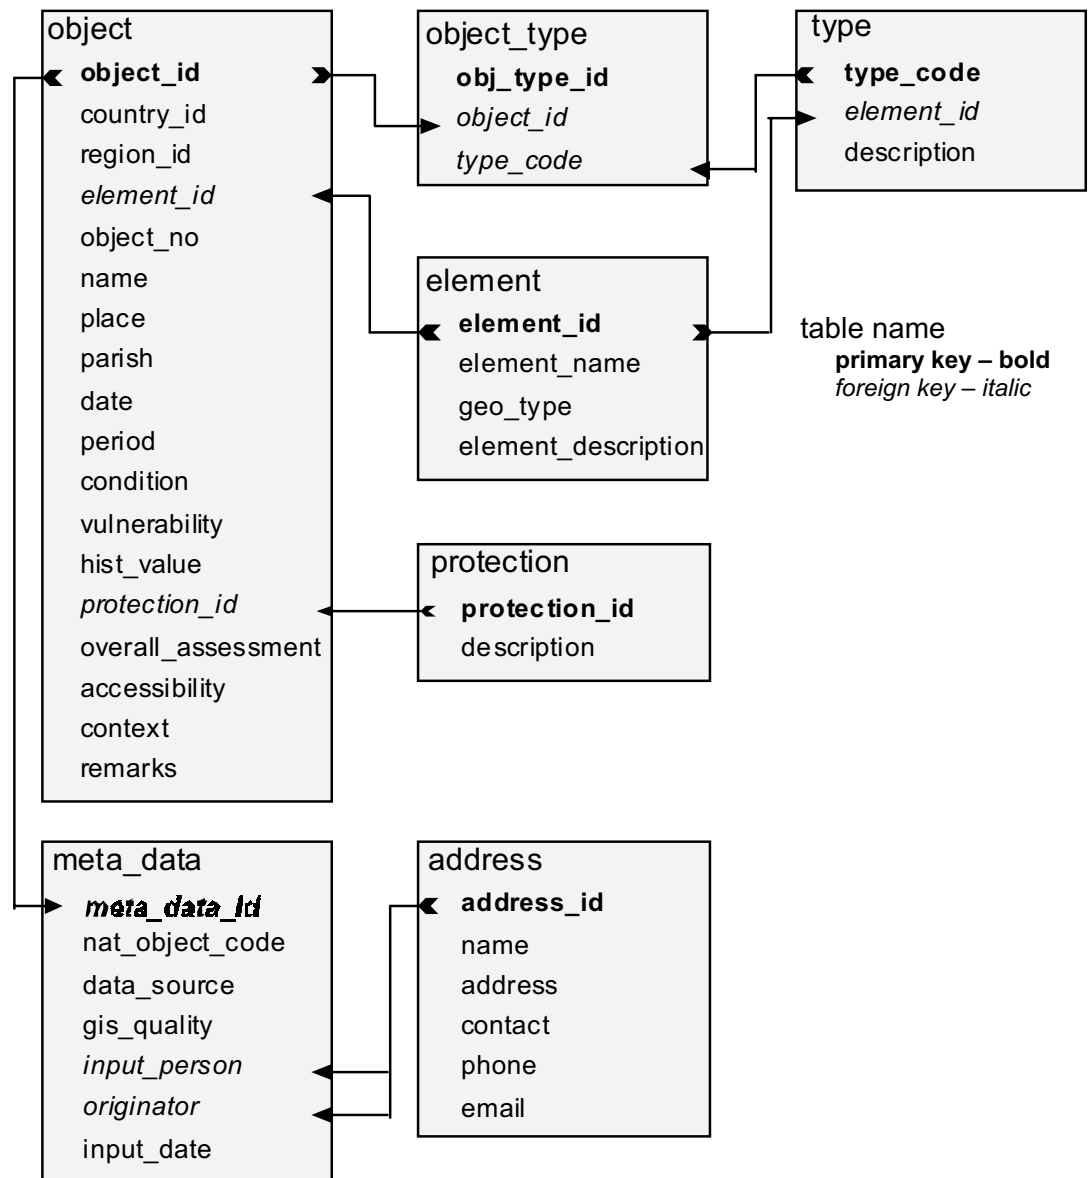 object
object_id
country_id
region_id
element_id
object_no
name
place
parish
date
period
condition
vulnerability
hist_value
protection_id
overall_assessment
accessibility
context
remarks
object_type
obj_type_id
object_id
type_code
type
type_code
element_id
description
element
element_id
element_name
geo_type
element_description
table name
primary key – bold
foreign key – italic
protection
protection_id
description
meta_data
meta_data_id
nat_object_code
data_source
gis_quality
input_person
originator
input_date
address
address_id
name
address
contact
phone
email